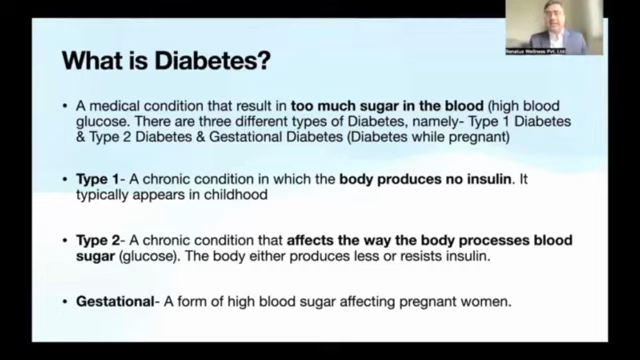 What is Diabetes?
• A medical condition that result in too much sugar in the blood (high blood
glucose. There are three different types of Diabetes, namely- Type 1 Diabetes
& Type 2 Diabetes & Gestational Diabetes (Diabetes while pregnant)
• Type 1- A chronic condition in which the body produces no insulin. It
typically appears in childhood
• Type 2- A chronic condition that affects the way the body processes blood
sugar (glucose). The body either produces less or resists insulin.
• Gestational- A form of high blood sugar affecting pregnant women.
Renatus Wellness Pvt. Ltd